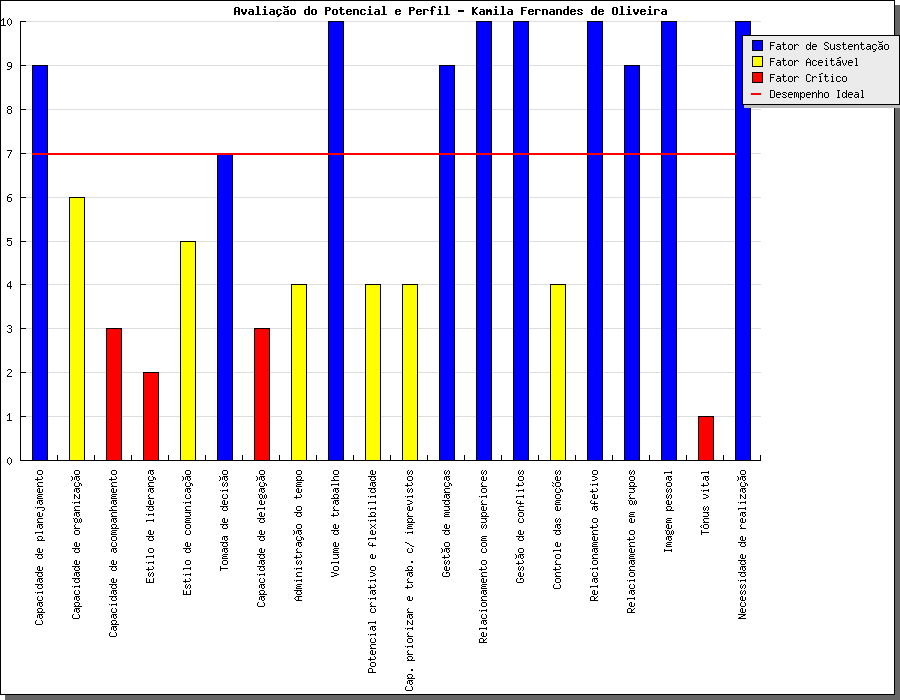 Avaliação do Potencial e Perfil - Kamila Fernandes de Oliveira
10
9
8
7
6
5
4
3
2
1
0
Fator de Sustentação
Fator Aceitável
Fator Crítico
Desempenho Ideal
Capacidade de planejamento
Capacidade de organização
Capacidade de acompanhamento
Estilo de liderança
Estilo de comunicação
Tomada de decisão
Capacidade de delegação
Administração do tempo
Volume de trabalho
Potencial criativo e flexibilidade
Cap. priorizar e trab. c/ imprevistos
Gestão de mudanças
Relacionamento com superiores
Gestão de conflitos
Controle das emoções
Relacionamento afetivo
Relacionamento em grupos
Imagem pessoal
Tônus vital
Necessidade de realização